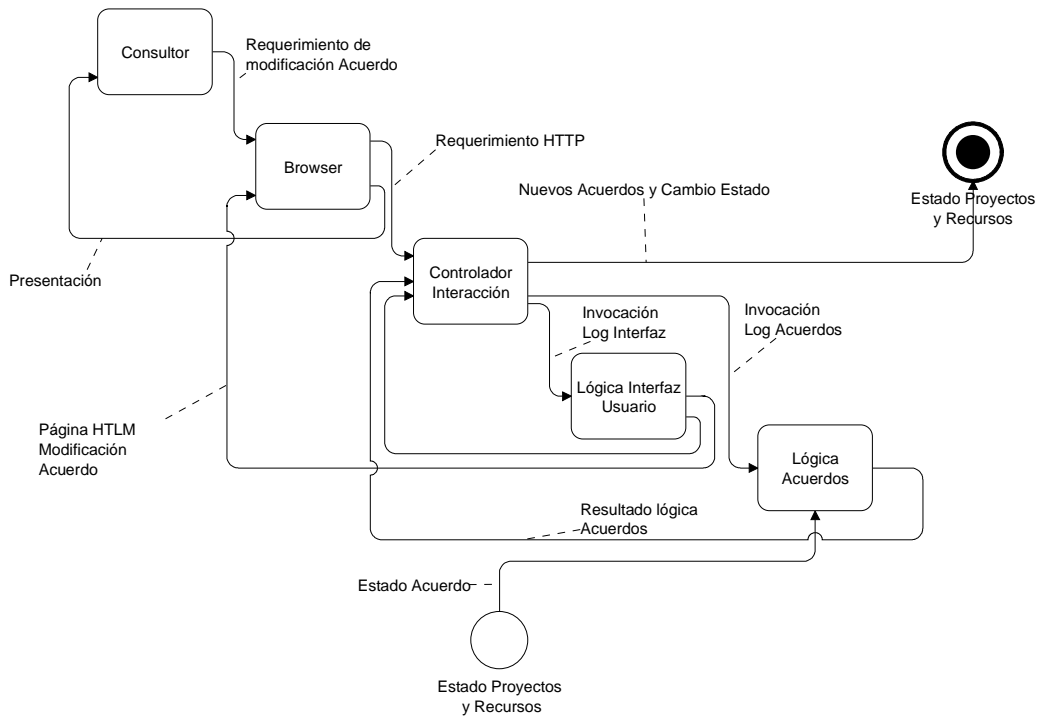 Consultor
Requerimiento de
modificación Acuerdo
Browser
Requerimiento HTTP
Nuevos Acuerdos y Cambio Estado
Estado Proyectos
y Recursos
Presentación
Controlador
Interacción
Invocación
Log Interfaz
Invocación
Log Acuerdos
Lógica Interfaz
Usuario
Página HTLM
Modificación
Acuerdo
Lógica
Acuerdos
Resultado lógica
Acuerdos
Estado Acuerdo
Estado Proyectos
y Recursos